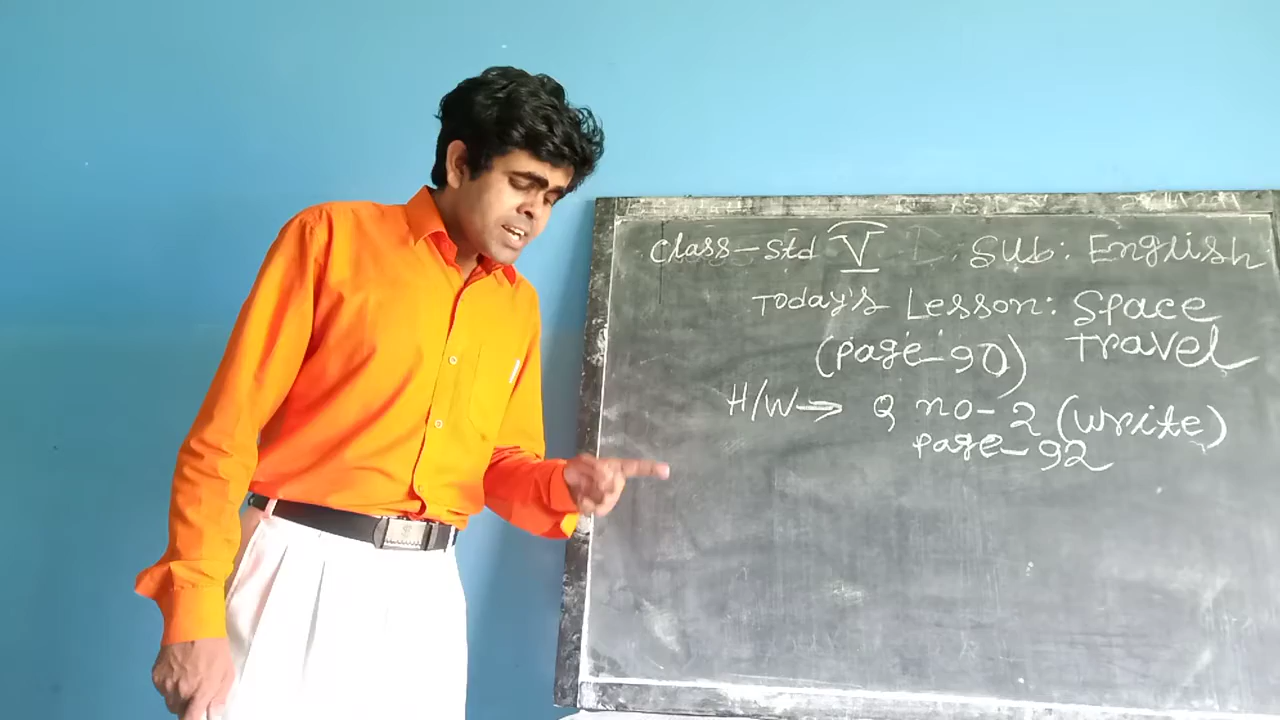 Class-Std V Sub: English
Today's Lesson: Space Travel
(page-90)
H/W→ Q no-2 (write)
page-92